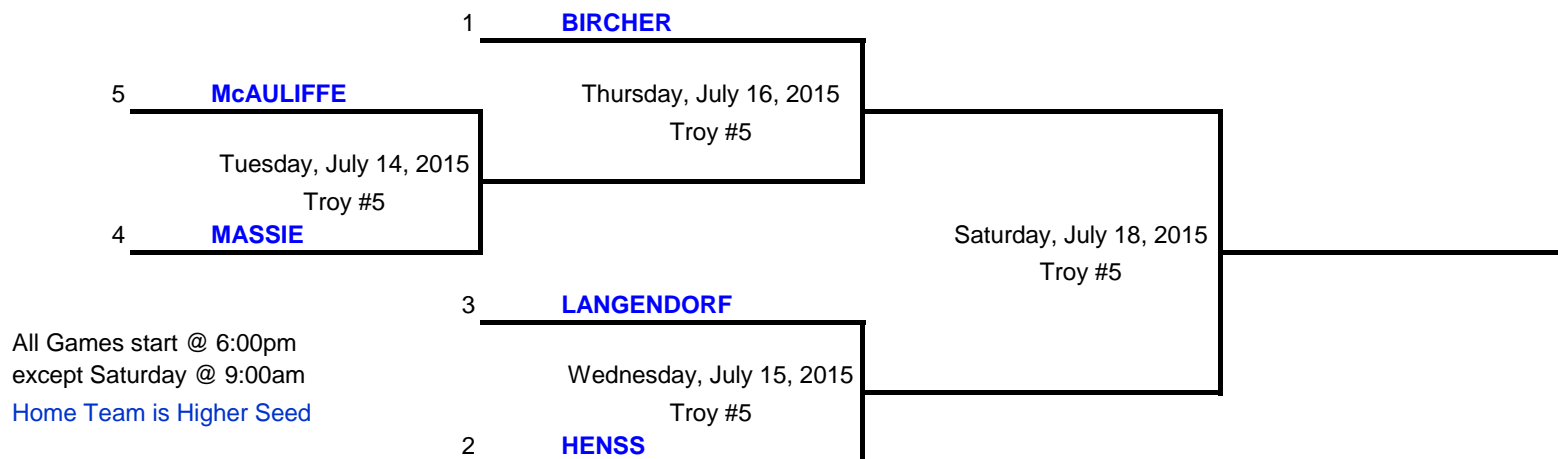 1 BIRCHER
5 McAULIFFE Thursday, July 16, 2015
Troy #5
Tuesday, July 14, 2015
Troy #5
4 MASSIE Saturday, July 18, 2015
Troy #5
3 LANGENDORF
All Games start @ 6:00pm
except Saturday @ 9:00am Wednesday, July 15, 2015
Home Team is Higher Seed Troy #5
2 HENSS